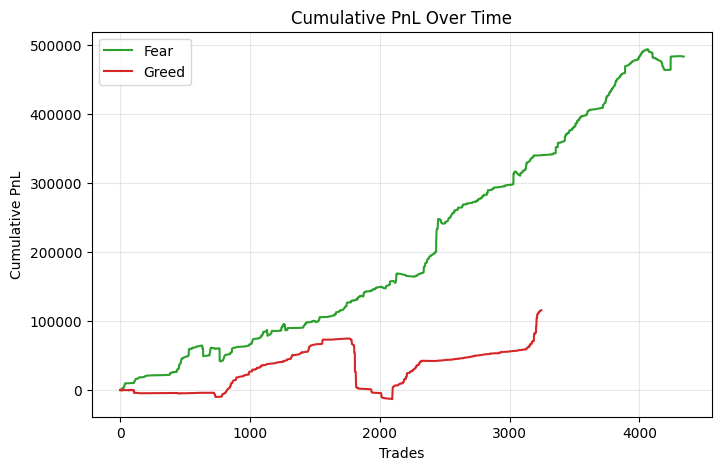 Cumulative PnL Over Time
Fear
Greed
Cumulative PnL
500000
400000
300000
200000
100000
0
0 1000 2000 3000 4000
Trades